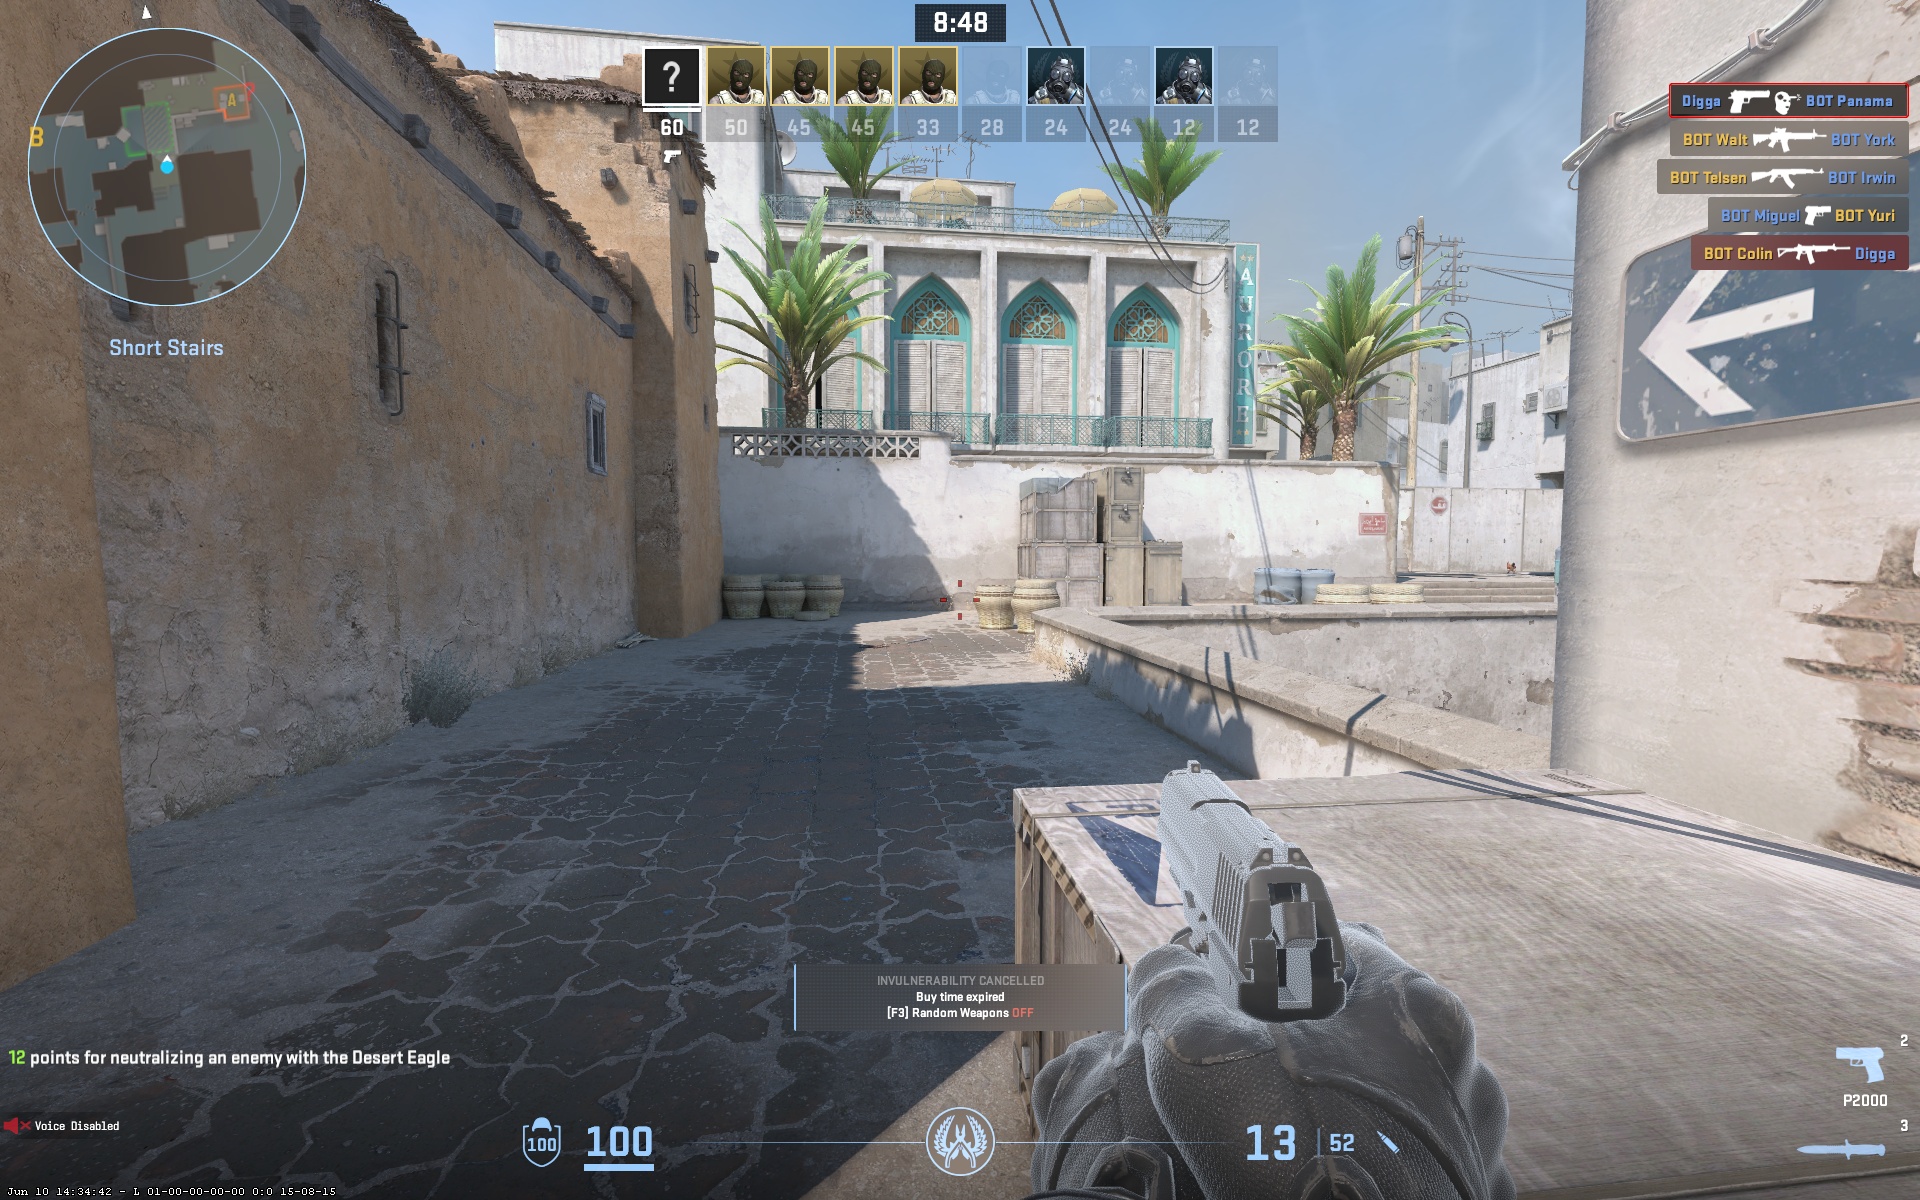 8:48
?
60 50 45 45 33 28 24 24 12 12
A
B
Short Stairs
Digga BOT Panama
BOT Walt BOT York
BOT Telsen BOT Irwin
BOT Miguel BOT Yuri
BOT Colin Digga
AURORE
INVULNERABILITY CANCELLED
Buy time expired
[F3] Random Weapons OFF
12 points for neutralizing an enemy with the Desert Eagle
2
P2000
3
Voice Disabled
100 100
13 52
Jun 10 14:34:42 - L 01-00-00-00-00 0:0 15-08-15